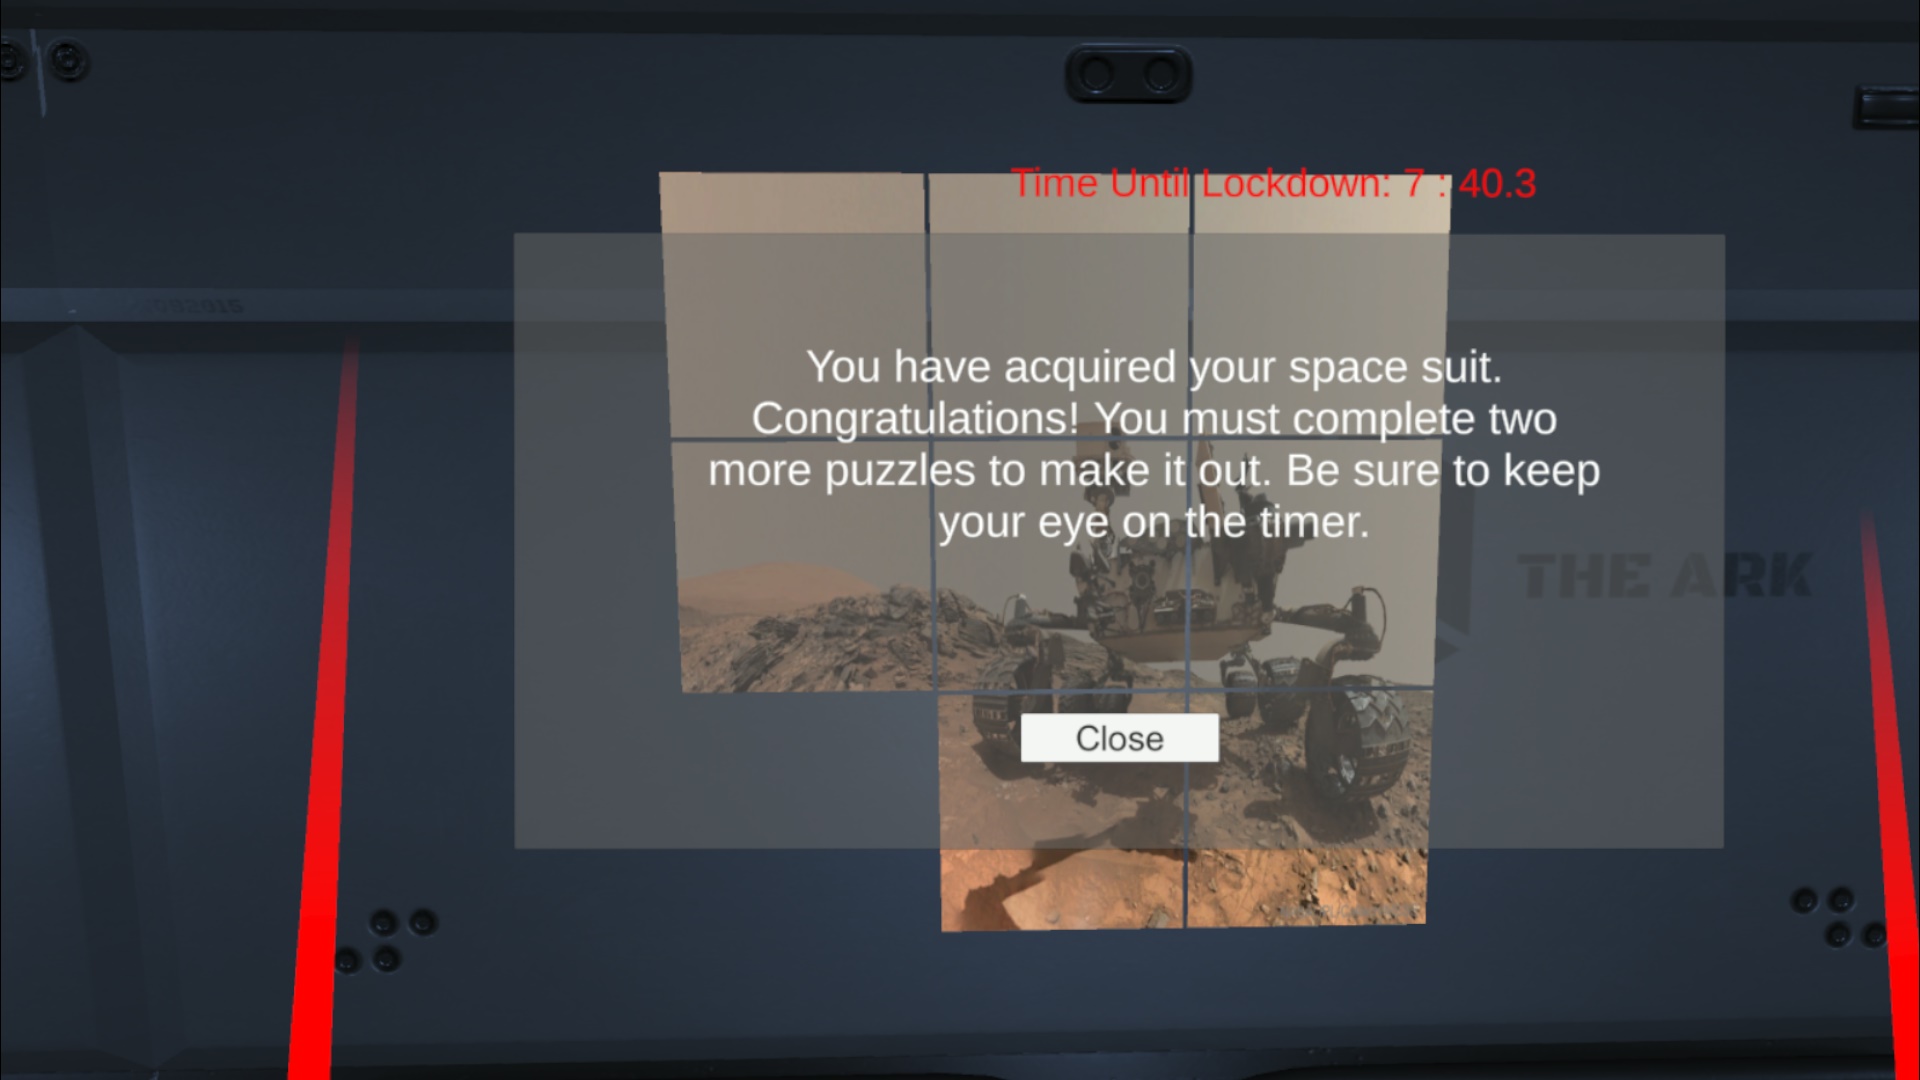 Time Until Lockdown: 7 : 40.3
You have acquired your space suit.
Congratulations! You must complete two
more puzzles to make it out. Be sure to keep
your eye on the timer.
THE ARK
Close